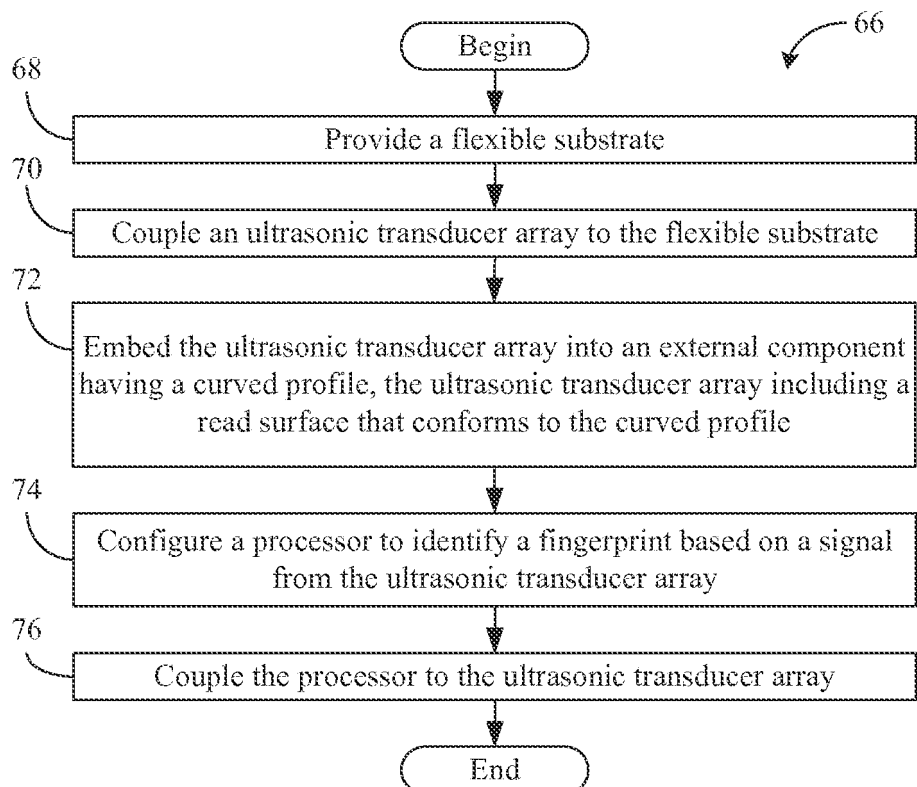 Begin
66
68
Provide a flexible substrate
70
Couple an ultrasonic transducer array to the flexible substrate
72
Embed the ultrasonic transducer array into an external component
having a curved profile, the ultrasonic transducer array including a
read surface that conforms to the curved profile
74
Configure a processor to identify a fingerprint based on a signal
from the ultrasonic transducer array
76
Couple the processor to the ultrasonic transducer array
End